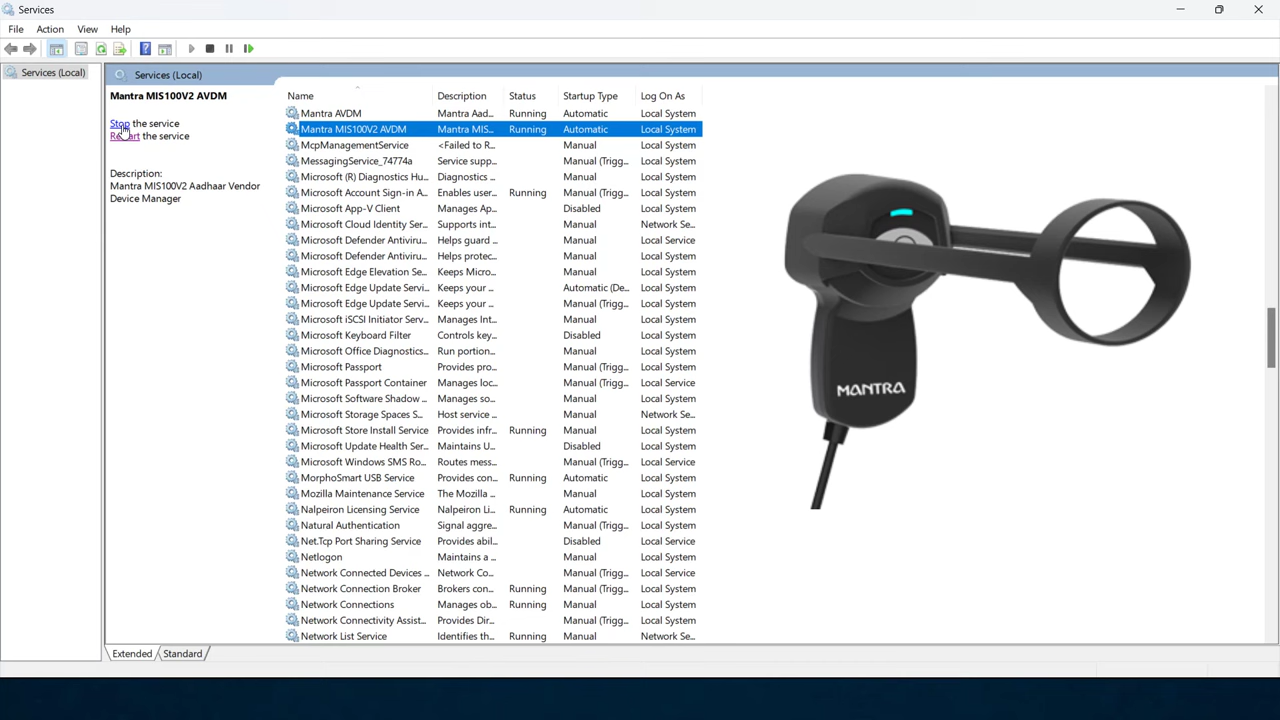 Services
File Action View Help
Services (Local)
Services (Local)
Mantra MIS100V2 AVDM
Stop the service
the service
Description:
Mantra MIS100V2 Aadhaar Vendor
Device Manager
Name Description Status Startup Type Log On As
Mantra AVDM Mantra Aad... Running Automatic Local System
Mantra MIS100V2 AVDM Mantra MIS... Running Automatic Local System
McpManagementService <Failed to R... Manual Local System
MessagingService_74774a Service supp... Manual (Trigg... Local System
Microsoft (R) Diagnostics Hu... Diagnostics ... Manual Local System
Microsoft Account Sign-in A... Enables user... Running Manual (Trigg... Local System
Microsoft App-V Client Manages Ap... Disabled Local System
Microsoft Cloud Identity Ser... Supports int... Manual Network Se...
Microsoft Defender Antiviru... Helps guard ... Manual Local Service
Microsoft Defender Antiviru... Helps protec... Manual Local System
Microsoft Edge Elevation Se... Keeps Micro... Manual Local System
Microsoft Edge Update Servi... Keeps your ... Automatic (De... Local System
Microsoft Edge Update Servi... Keeps your ... Manual (Trigg... Local System
Microsoft iSCSI Initiator Serv... Manages Int... Manual Local System
Microsoft Keyboard Filter Controls key... Disabled Local System
Microsoft Office Diagnostics... Run portion... Manual Local System
Microsoft Passport Provides pro... Manual (Trigg... Local System
Microsoft Passport Container Manages loc... Manual (Trigg... Local Service
Microsoft Software Shadow ... Manages so... Manual Local System
Microsoft Storage Spaces S... Host service ... Manual Network Se...
Microsoft Store Install Service Provides infr... Running Manual Local System
Microsoft Update Health Ser... Maintains U... Disabled Local System
Microsoft Windows SMS Ro... Routes mess... Manual (Trigg... Local Service
MorphoSmart USB Service Provides con... Running Automatic Local System
Mozilla Maintenance Service The Mozilla ... Manual Local System
Nalpeiron Licensing Service Nalpeiron Li... Running Automatic Local System
Natural Authentication Signal aggre... Manual (Trigg... Local System
Net.Tcp Port Sharing Service Provides abil... Disabled Local Service
Netlogon Maintains a ... Manual Local System
Network Connected Devices ... Network Co... Manual (Trigg... Local Service
Network Connection Broker Brokers con... Running Manual (Trigg... Local System
Network Connections Manages ob... Running Manual Local System
Network Connectivity Assist... Provides Dir... Manual (Trigg... Local System
Network List Service Identifies th... Running Manual Network Se...
MANTRA
Extended Standard